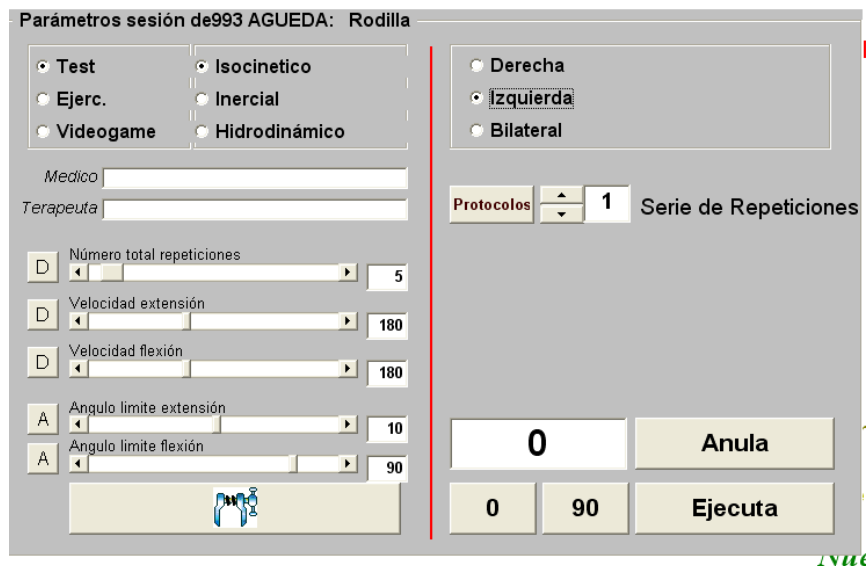 Parámetros sesión de993 AGUEDA: Rodilla
Test
Ejerc.
Videogame
Isocinetico
Inercial
Hidrodinámico
Medico
Terapeuta
D Número total repeticiones 5
D Velocidad extensión 180
D Velocidad flexión 180
A Angulo limite extensión 10
A Angulo limite flexión 90
Derecha
Izquierda
Bilateral
Protocolos 1 Serie de Repeticiones
0 Anula
0 90 Ejecuta